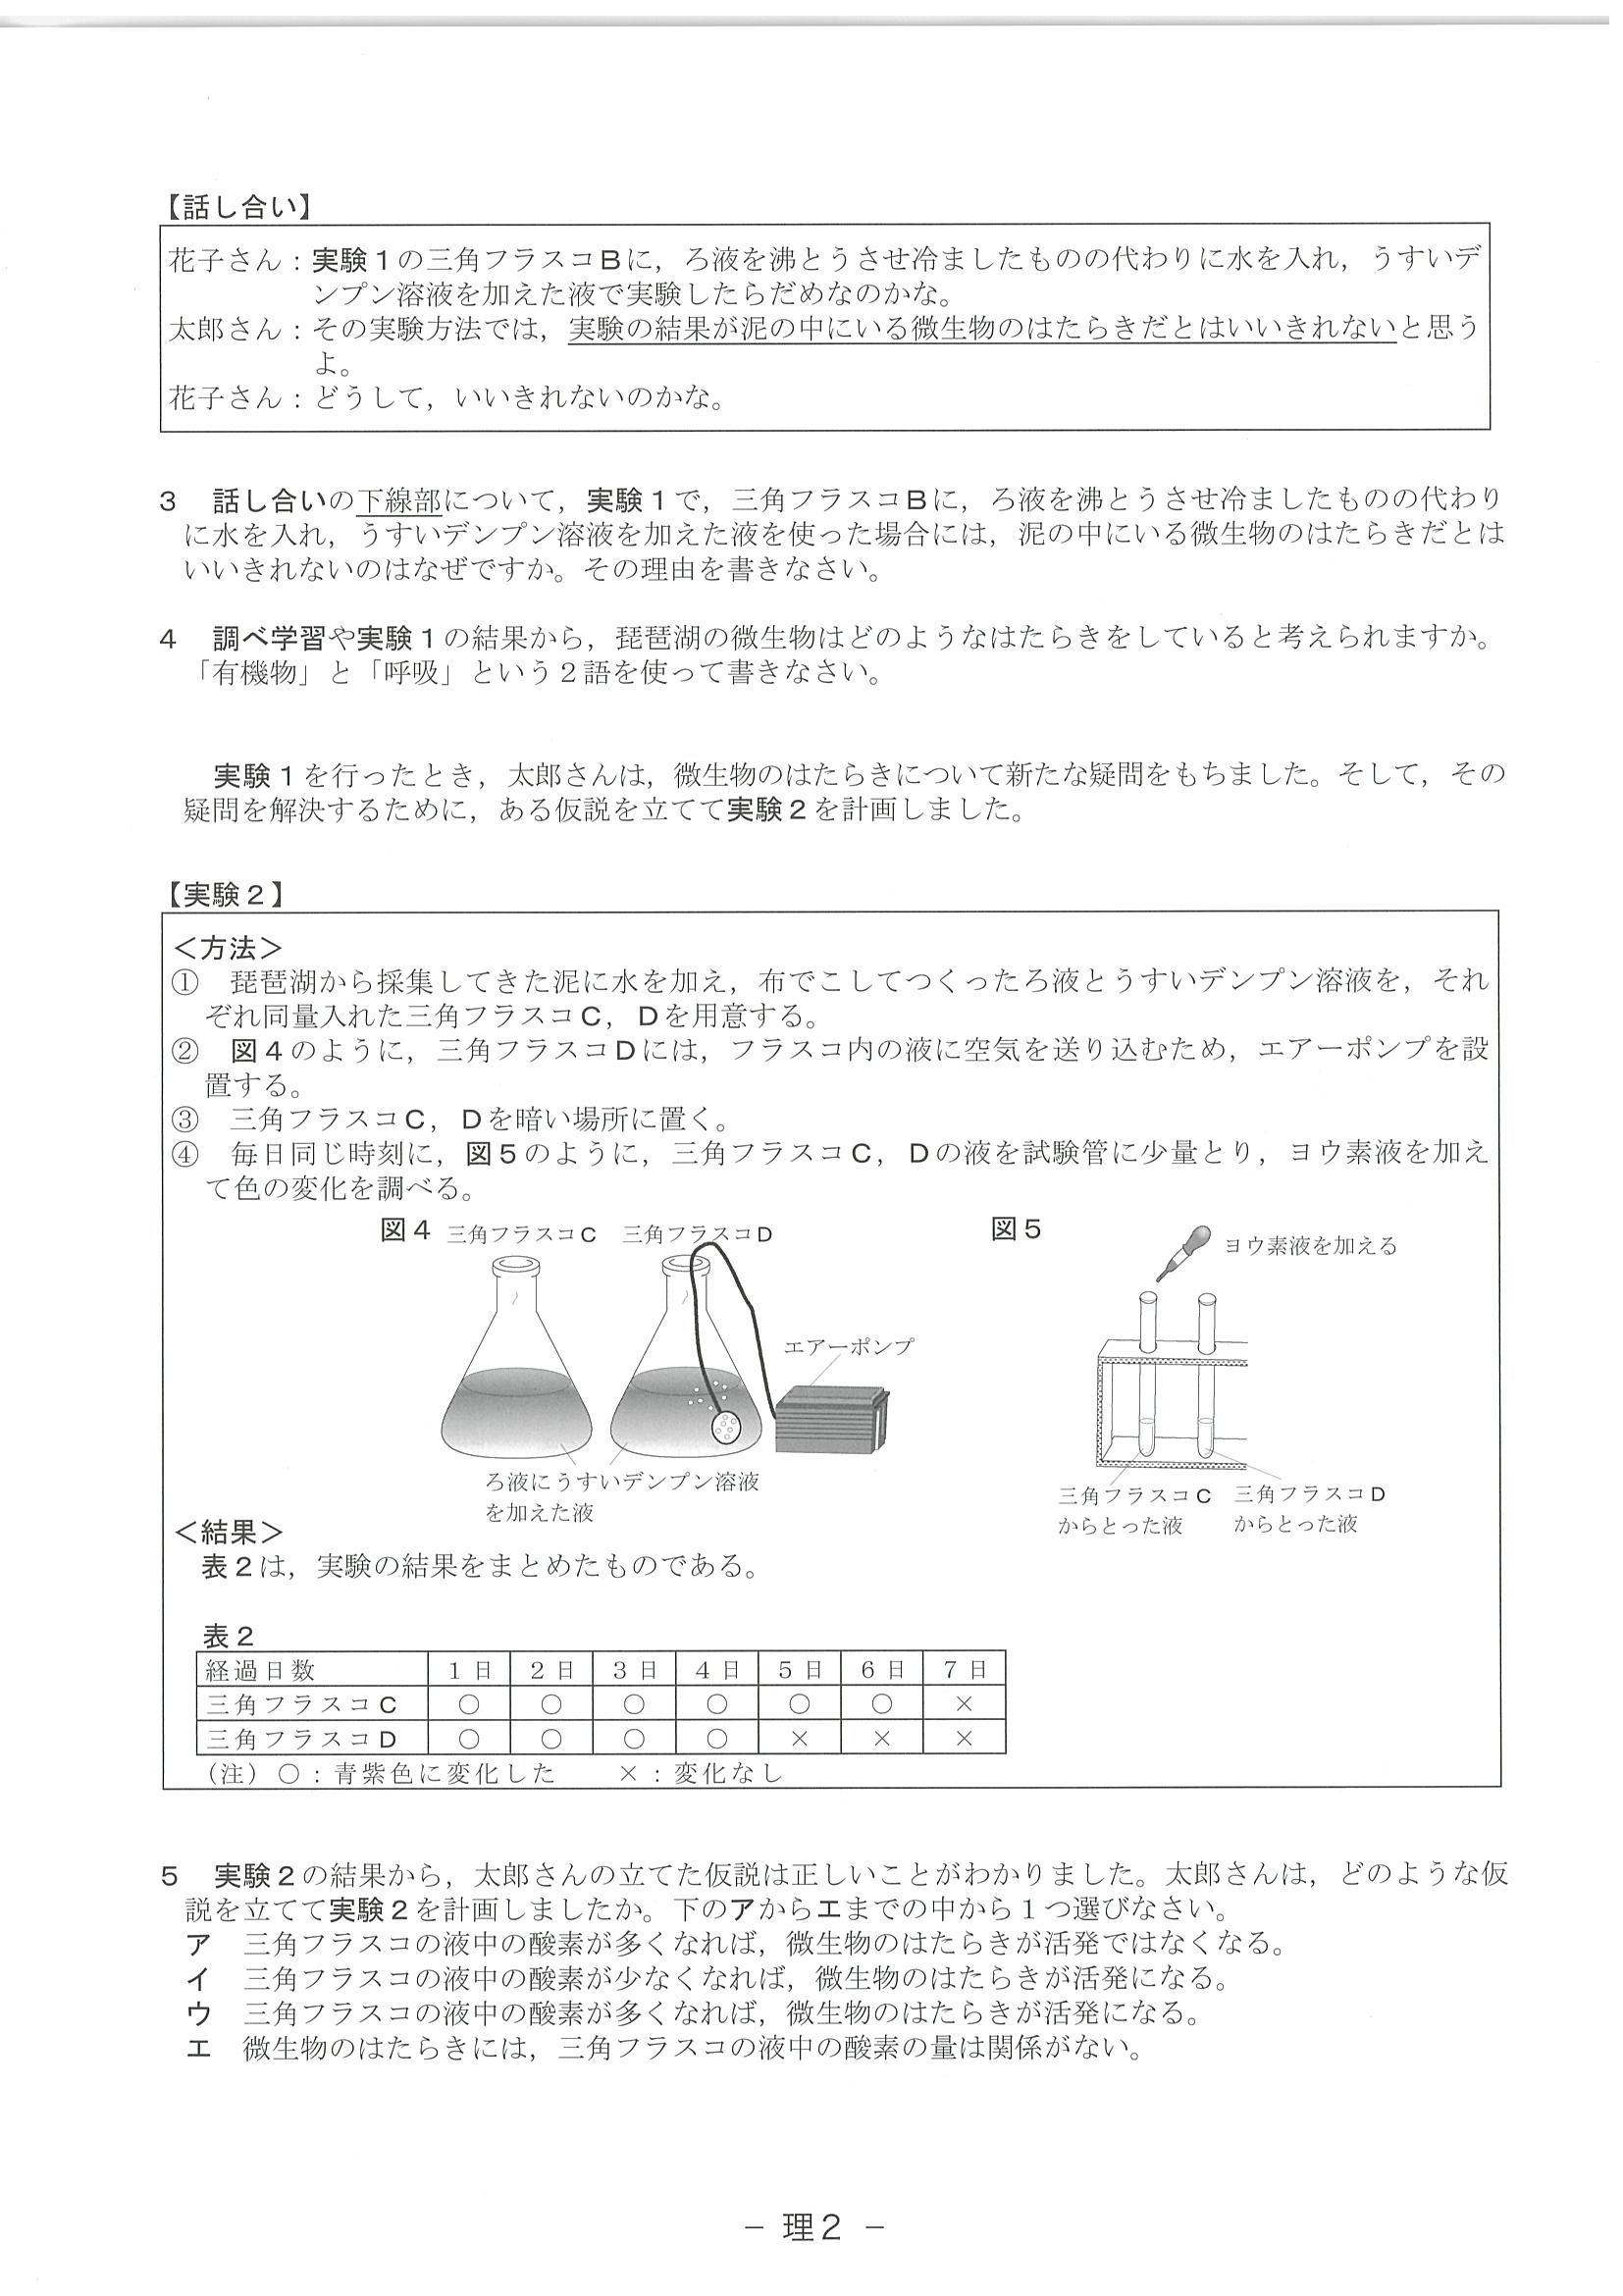 【話し合い】
花子さん：実験１の三角フラスコＢに，ろ液を沸とうさせ冷ましたものの代わりに水を入れ，うすいデ
ンプン溶液を加えた液で実験したらだめなのかな。
太郎さん：その実験方法では，実験の結果が泥の中にいる微生物のはたらきだとはいいきれないと思う
よ。
花子さん：どうして，いいきれないのかな。
３　話し合いの下線部について，実験１で，三角フラスコＢに，ろ液を沸とうさせ冷ましたものの代わり
に水を入れ，うすいデンプン溶液を加えた液を使った場合には，泥の中にいる微生物のはたらきだとは
いいきれないのはなぜですか。その理由を書きなさい。
４　調べ学習や実験１の結果から，琵琶湖の微生物はどのようなはたらきをしていると考えられますか。
「有機物」と「呼吸」という２語を使って書きなさい。
実験１を行ったとき，太郎さんは，微生物のはたらきについて新たな疑問をもちました。そして，その
疑問を解決するために，ある仮説を立てて実験２を計画しました。
【実験２】
＜方法＞
①　琵琶湖から採集してきた泥に水を加え，布でこしてつくったろ液とうすいデンプン溶液を，それ
ぞれ同量入れた三角フラスコＣ，Ｄを用意する。
②　図４のように，三角フラスコＤには，フラスコ内の液に空気を送り込むため，エアーポンプを設
置する。
③　三角フラスコＣ，Ｄを暗い場所に置く。
④　毎日同じ時刻に，図５のように，三角フラスコＣ，Ｄの液を試験管に少量とり，ヨウ素液を加え
て色の変化を調べる。
図４　三角フラスコＣ　三角フラスコＤ
エアーポンプ
ろ液にうすいデンプン溶液
を加えた液
図５
ヨウ素液を加える
三角フラスコＣ　三角フラスコＤ
からとった液　からとった液
＜結果＞
表２は，実験の結果をまとめたものである。
表２
経過日数　１日　２日　３日　４日　５日　６日　７日
三角フラスコＣ　○　○　○　○　○　○　×
三角フラスコＤ　○　○　○　○　×　×　×
（注）○：青紫色に変化した　×：変化なし
５　実験２の結果から，太郎さんの立てた仮説は正しいことがわかりました。太郎さんは，どのような仮
説を立てて実験２を計画しましたか。下のアからエまでの中から１つ選びなさい。
ア　三角フラスコの液中の酸素が多くなれば，微生物のはたらきが活発ではなくなる。
イ　三角フラスコの液中の酸素が少なくなれば，微生物のはたらきが活発になる。
ウ　三角フラスコの液中の酸素が多くなれば，微生物のはたらきが活発になる。
エ　微生物のはたらきには，三角フラスコの液中の酸素の量は関係がない。
－ 理２ －